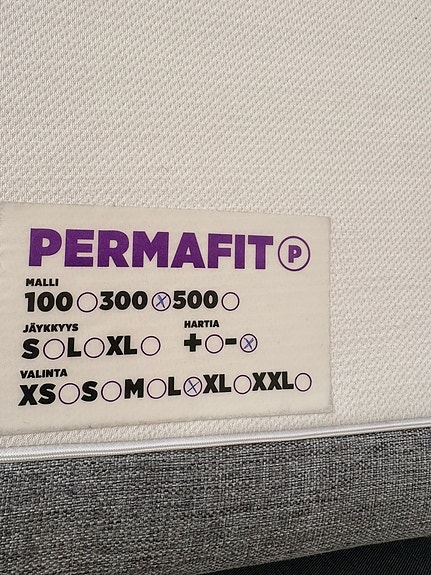 PERMAFIT P
MALLI
100 300 X 500
JÄYKKYYS HARTIA
S L XL + - X
VALINTA
XS S M L X XL XXL